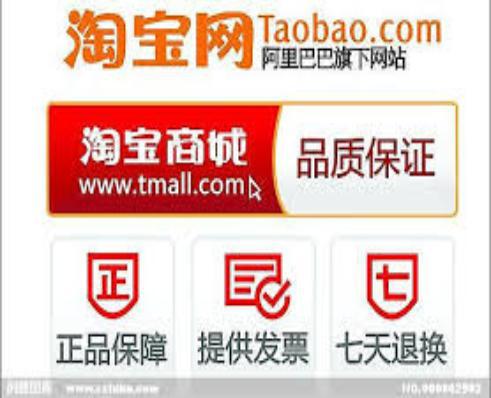 淘宝网 Taobao.com
阿里巴巴旗下网站
淘宝商城
www.tmall.com
品质保证
正
七
正品保障 提供发票 七天退换